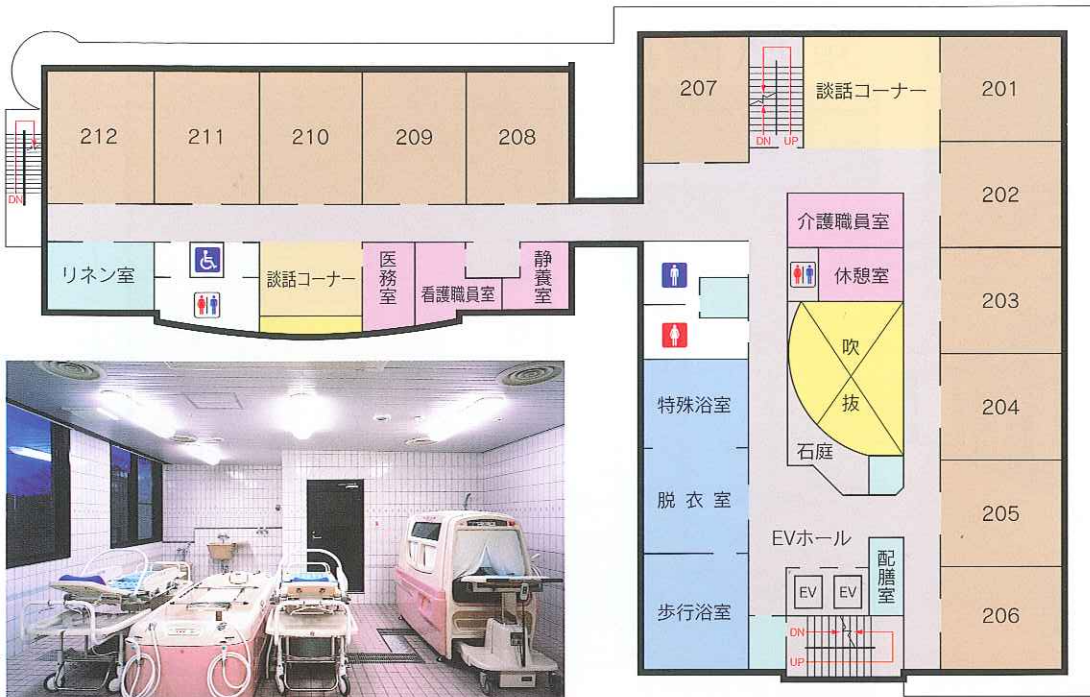 212
211
210
209
208
DN
リネン室
談話コーナー
医務室
看護職員室
静養室
207
DN
UP
談話コーナー
201
202
203
204
205
206
介護職員室
休憩室
吹
抜
石庭
特殊浴室
脱衣室
歩行浴室
EVホール
EV
EV
配膳室
DN
UP